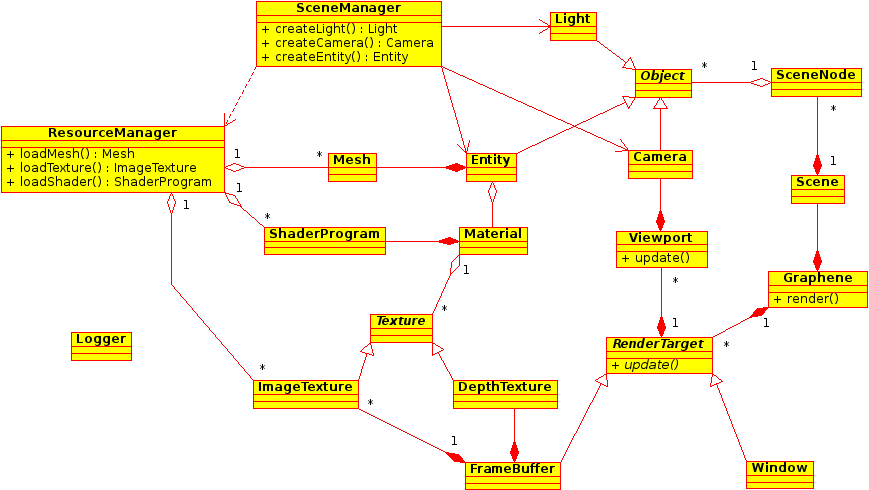 SceneManager
+ createLight() : Light
+ createCamera() : Camera
+ createEntity() : Entity
Light
Object
* 1
SceneNode
*
1
Scene
ResourceManager
+ loadMesh() : Mesh
+ loadTexture() : ImageTexture
+ loadShader() : ShaderProgram
1 *
Mesh
Entity
Camera
1
*
1
ShaderProgram
Material
1
*
Viewport
+ update()
*
1
Graphene
+ render()
1
*
Texture
RenderTarget
+ update()
Logger
*
ImageTexture
*
DepthTexture
1
FrameBuffer
Window